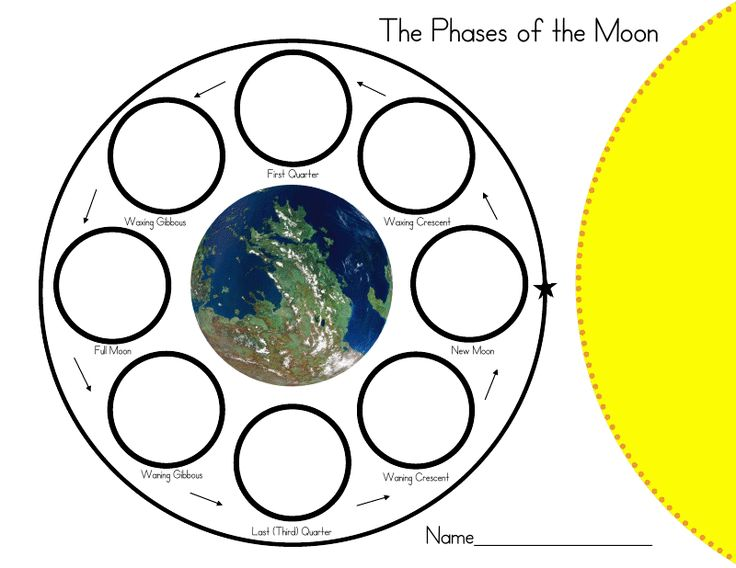 The Phases of the Moon
First Quarter
Waxing Gibbous
Waxing Crescent
Full Moon
New Moon
Waning Gibbous
Waning Crescent
Last (Third) Quarter
Name